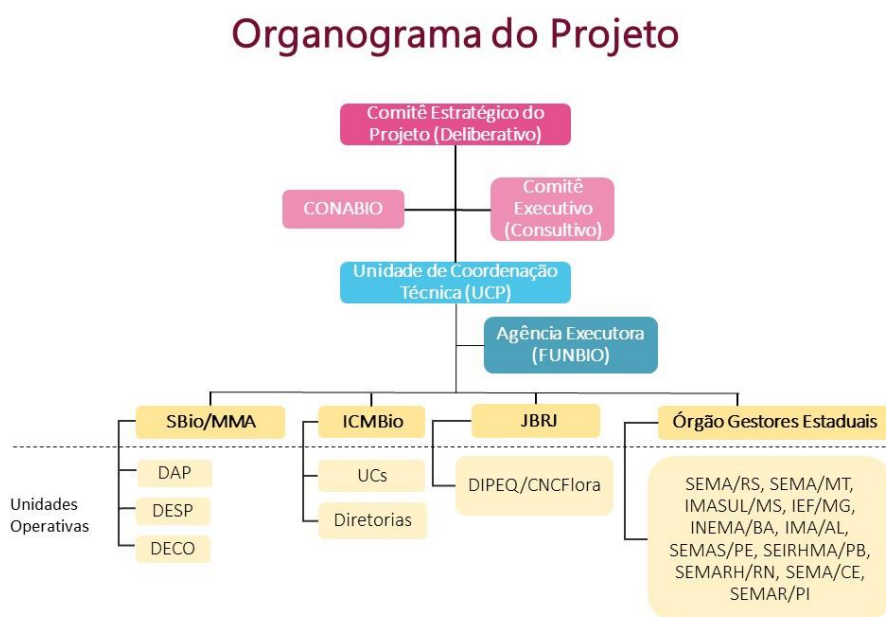 Organograma do Projeto
Comitê Estratégico do
Projeto (Deliberativo)
CONABIO
Comitê
Executivo
(Consultivo)
Unidade de Coordenação
Técnica (UCP)
Agência Executora
(FUNBIO)
SBio/MMA
ICMBio
JBRJ
Órgão Gestores Estaduais
Unidades
Operativas
DAP
DESP
DECO
UCs
Diretorias
DIPEQ/CNCFlora
SEMA/RS, SEMA/MT,
IMASUL/MS, IEF/MG,
INEMA/BA, IMA/AL,
SEMAS/PE, SEIRHMA/PB,
SEMARH/RN, SEMA/CE,
SEMAR/PI